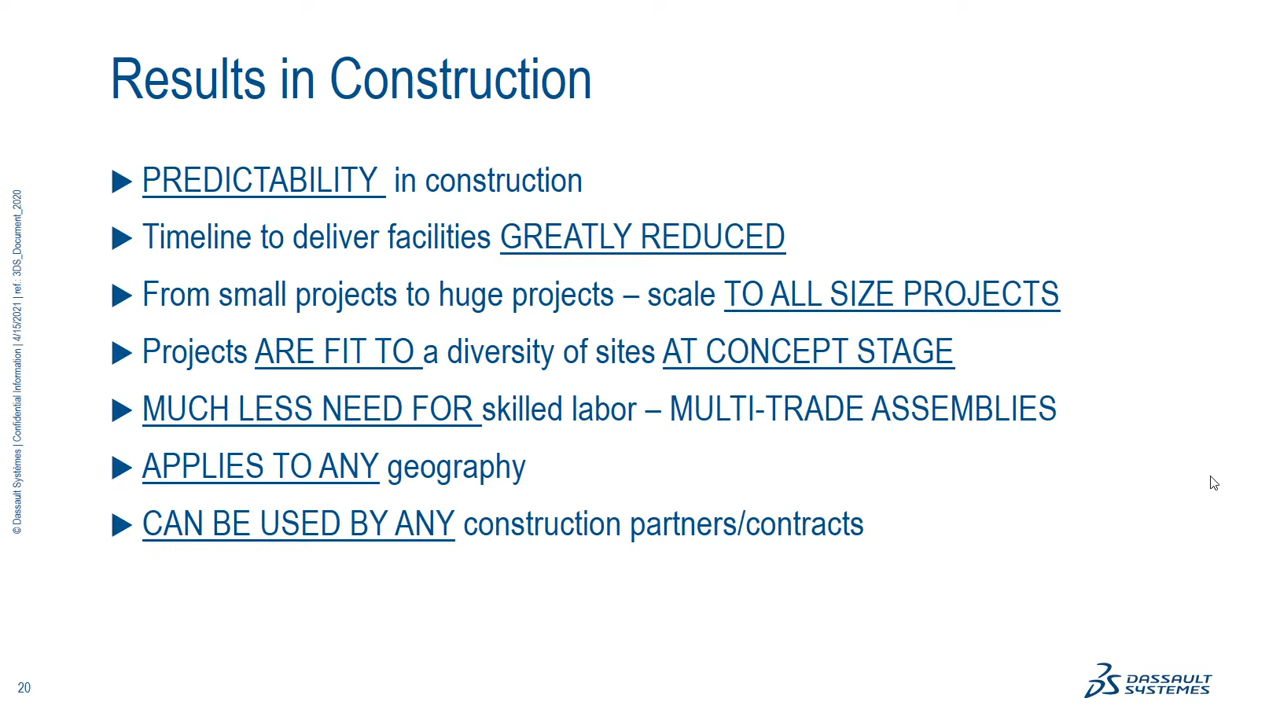 Results in Construction
PREDICTABILITY in construction
Timeline to deliver facilities GREATLY REDUCED
From small projects to huge projects – scale TO ALL SIZE PROJECTS
Projects ARE FIT TO a diversity of sites AT CONCEPT STAGE
MUCH LESS NEED FOR skilled labor – MULTI-TRADE ASSEMBLIES
APPLIES TO ANY geography
CAN BE USED BY ANY construction partners/contracts
© Dassault Systèmes | Confidential Information | 4/15/2021 | ref.: 3DS_Document_2020
20
3DS DASSAULT
SYSTEMES